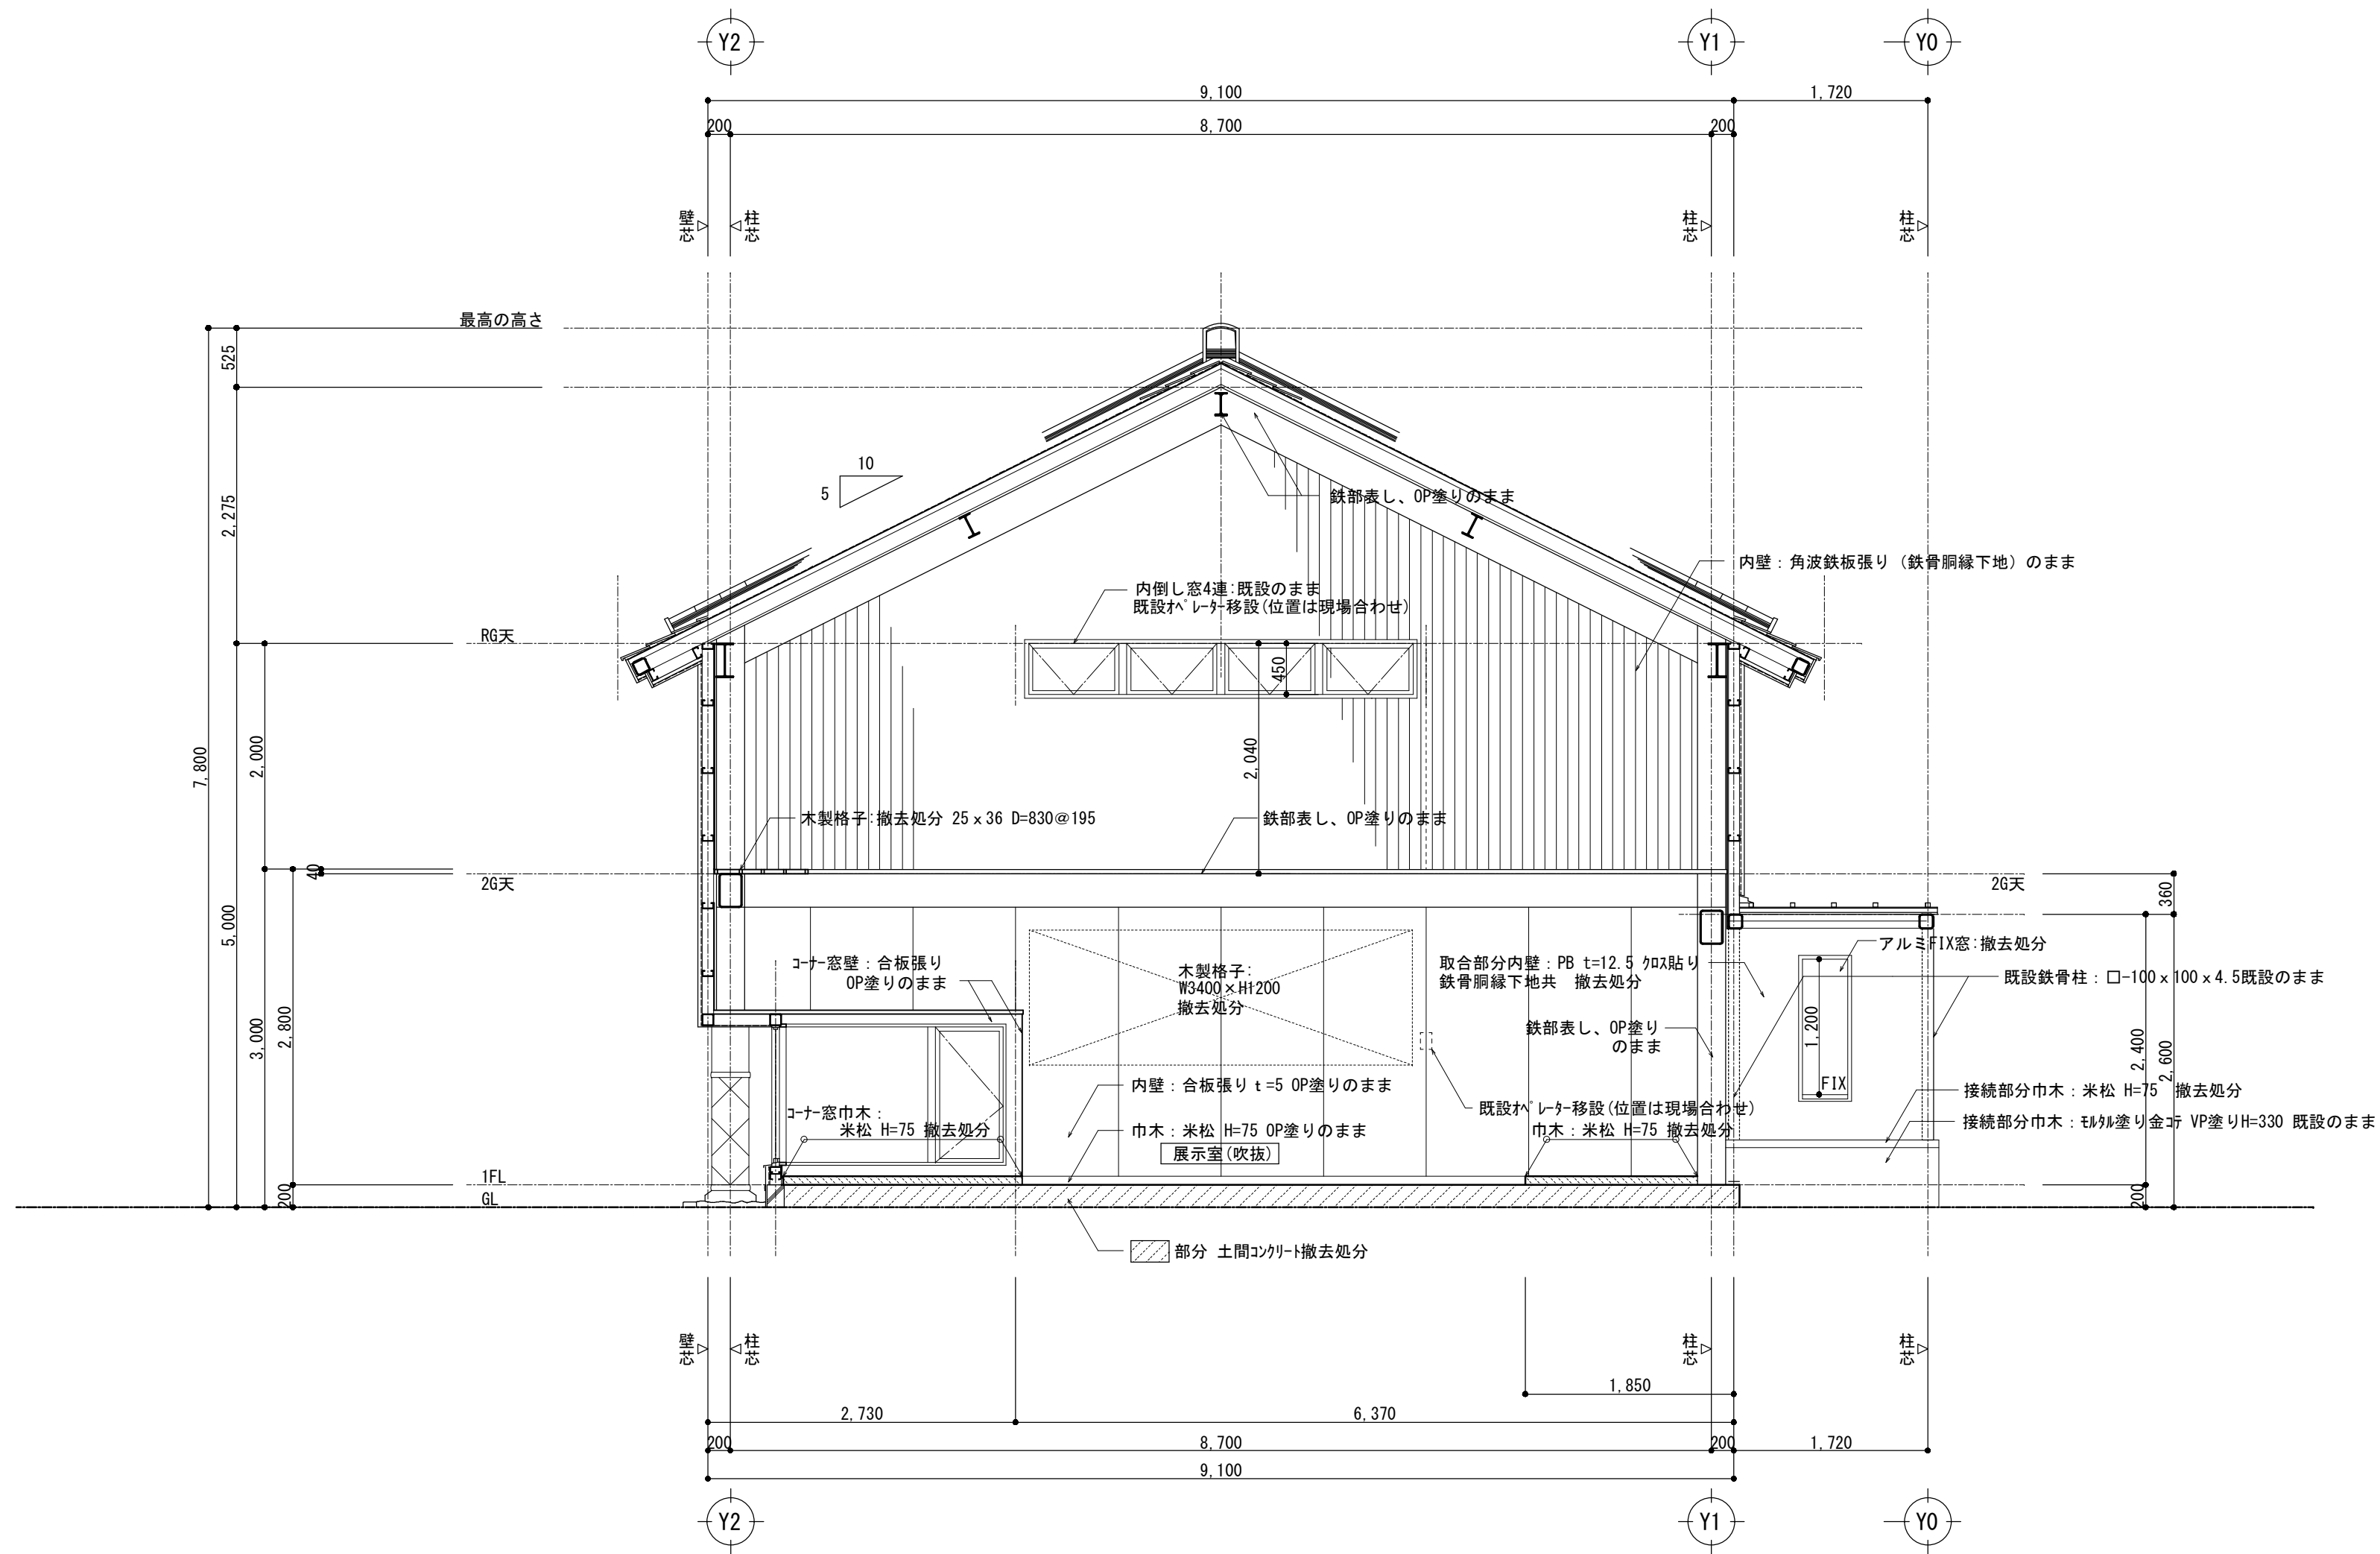 Y2
Y1
Y0
9,100
1,720
200
8,700
200
壁芯
柱芯
柱芯
柱芯
最高の高さ
525
10
5
2,275
鉄部表し、OP塗りのまま
内壁：角波鉄板張り（鉄骨胴縁下地）のまま
内倒し窓4連:既設のまま
既設ｵﾍﾟﾚｰﾀｰ移設(位置は現場合わせ)
RG天
450
7,800
2,000
2,040
木製格子:撤去処分 25ｘ36 D=830＠195
鉄部表し、OP塗りのまま
40
2G天
2G天
360
5,000
ｺｰﾅｰ窓壁：合板張り
OP塗りのまま
木製格子:
W3400×H1200
撤去処分
取合部分内壁：PB t=12.5 ｸﾛｽ貼り
鉄骨胴縁下地共　撤去処分
アルミFIX窓:撤去処分
既設鉄骨柱：口-100ｘ100ｘ4.5既設のまま
3,000
2,800
鉄部表し、OP塗り
のまま
1,200
2,400
2,600
FIX
内壁：合板張りｔ=5 OP塗りのまま
接続部分巾木：米松 H=75　撤去処分
ｺｰﾅｰ窓巾木：
米松 H=75 撤去処分
既設ｵﾍﾟﾚｰﾀｰ移設(位置は現場合わせ)
巾木：米松 H=75 撤去処分
接続部分巾木：ﾓﾙﾀﾙ塗り金ｺﾃ VP塗りH=330 既設のまま
巾木：米松 H=75 OP塗りのまま
展示室(吹抜)
1FL
200
GL
200
部分 土間ｺﾝｸﾘｰﾄ撤去処分
壁芯
柱芯
柱芯
柱芯
1,850
2,730
6,370
200
8,700
200
1,720
9,100
Y2
Y1
Y0